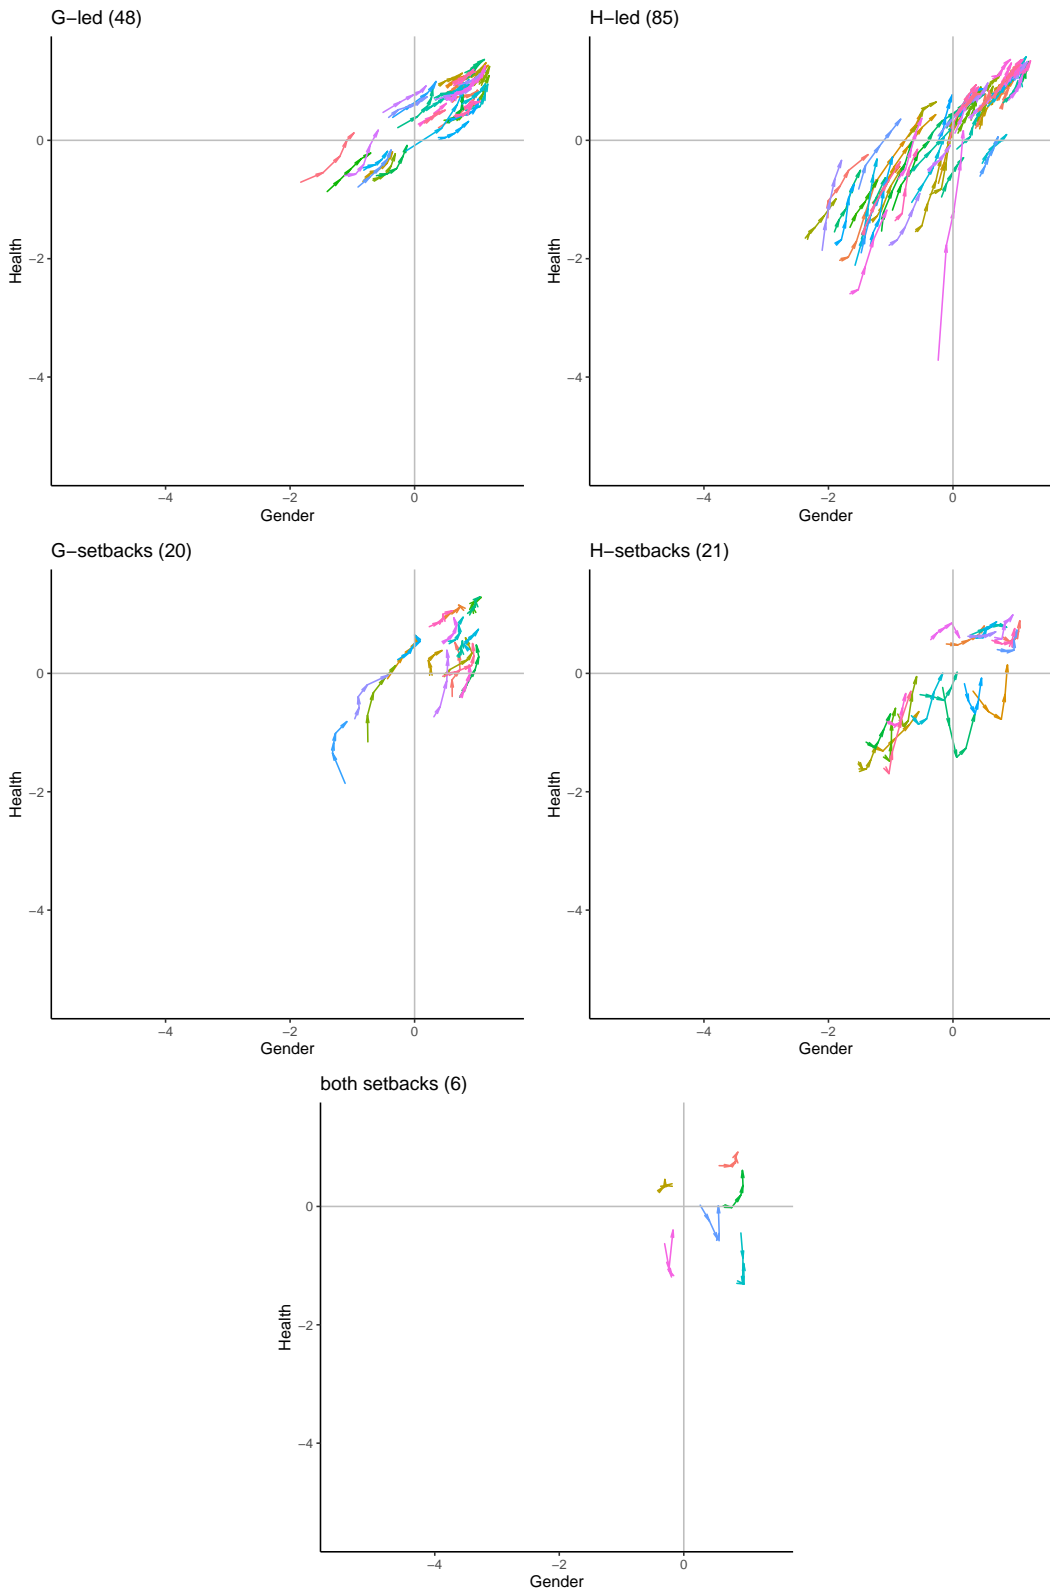 G−led (48)
0
−2
−4
Health
−4
−2
0
Gender
H−led (85)
0
−2
−4
Health
−4
−2
0
Gender
G−setbacks (20)
0
−2
−4
Health
−4
−2
0
Gender
H−setbacks (21)
0
−2
−4
Health
−4
−2
0
Gender
both setbacks (6)
0
−2
−4
Health
−4
−2
0
Gender